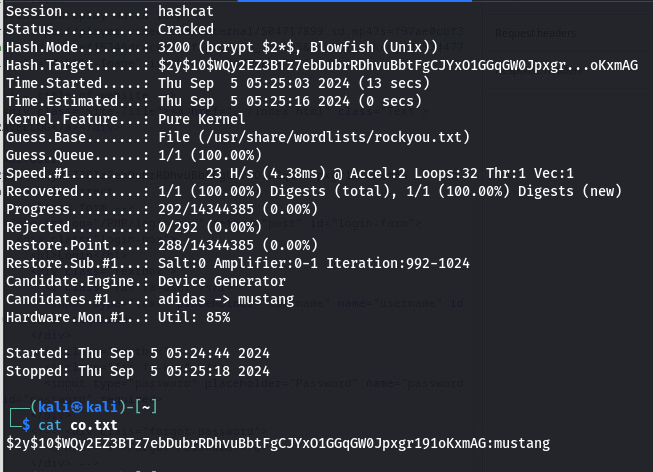 Session..........: hashcat
Status...........: Cracked
Hash.Mode........: 3200 (bcrypt $2*$, Blowfish (Unix))
Hash.Target......: $2y$10$WQy2EZ3BTz7ebDubrRDhvuBbtFgCJYxO1GGqGW0Jpxgr...oKxmAG
Time.Started.....: Thu Sep  5 05:25:03 2024 (13 secs)
Time.Estimated...: Thu Sep  5 05:25:16 2024 (0 secs)
Kernel.Feature...: Pure Kernel
Guess.Base.......: File (/usr/share/wordlists/rockyou.txt)
Guess.Queue......: 1/1 (100.00%)
Speed.#1.........:       23 H/s (4.38ms) @ Accel:2 Loops:32 Thr:1 Vec:1
Recovered........: 1/1 (100.00%) Digests (total), 1/1 (100.00%) Digests (new)
Progress.........: 292/14344385 (0.00%)
Rejected.........: 0/292 (0.00%)
Restore.Point....: 288/14344385 (0.00%)
Restore.Sub.#1...: Salt:0 Amplifier:0-1 Iteration:992-1024
Candidate.Engine.: Device Generator
Candidates.#1....: adidas -> mustang
Hardware.Mon.#1..: Util: 85%
Started: Thu Sep  5 05:24:44 2024
Stopped: Thu Sep  5 05:25:18 2024
┌──(kali㉿kali)-[~]
└─$ cat co.txt
$2y$10$WQy2EZ3BTz7ebDubrRDhvuBbtFgCJYxO1GGqGW0Jpxgr191oKxmAG:mustang